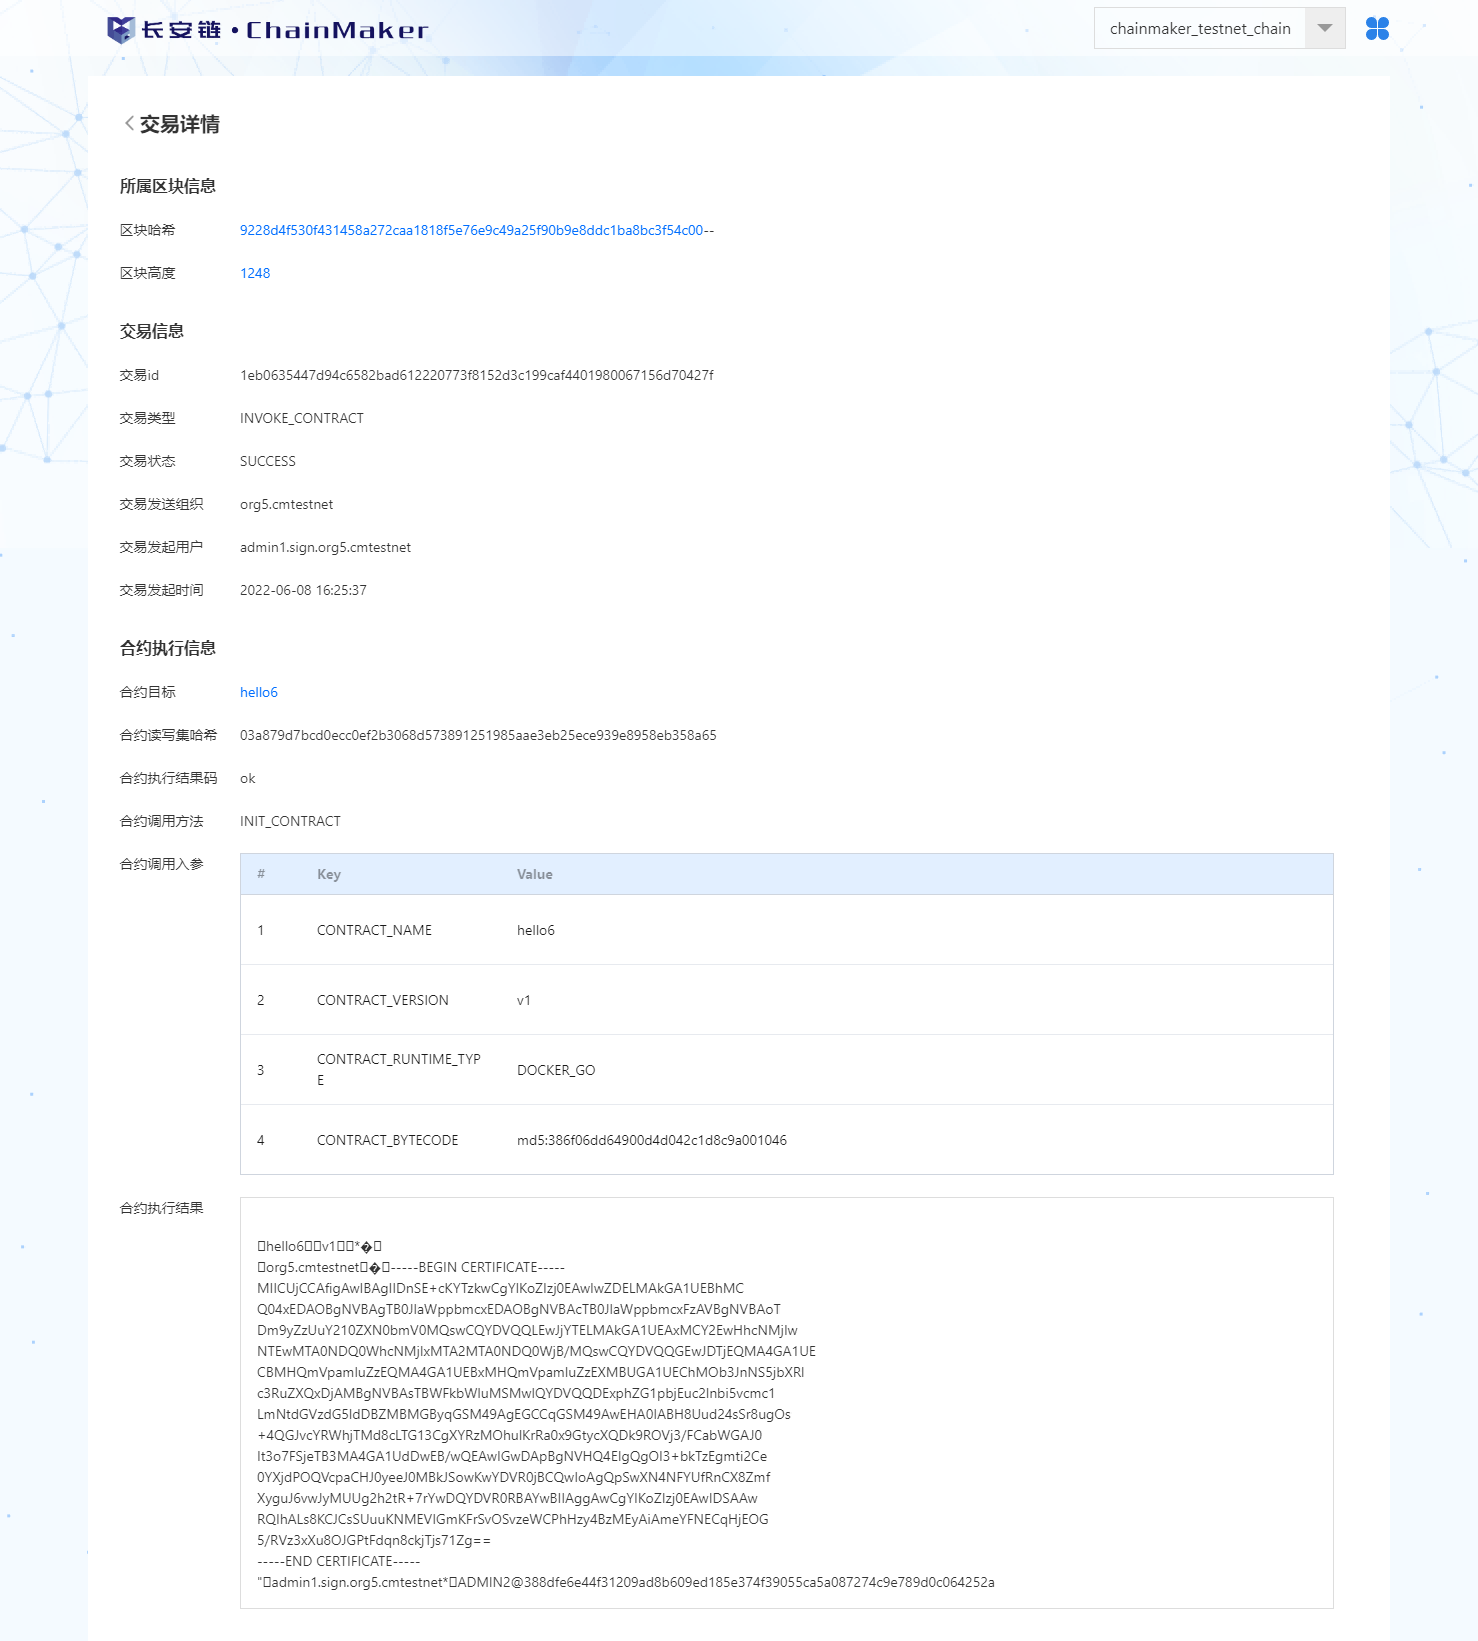 长安链·ChainMaker
chainmaker_testnet_chain
交易详情
所属区块信息
区块哈希 9228d4f530f431458a272caa1818f5e76e9c49a25f90b9e8ddc1ba8bc3f54c00--
区块高度 1248
交易信息
交易id 1eb0635447d94c6582bad612220773f8152d3c199caf4401980067156d70427f
交易类型 INVOKE_CONTRACT
交易状态 SUCCESS
交易发送组织 org5.cmtestnet
交易发起用户 admin1.sign.org5.cmtestnet
交易发起时间 2022-06-08 16:25:37
合约执行信息
合约目标 hello6
合约读写集哈希 03a879d7bcd0ecc0ef2b3068d573891251985aae3eb25ece939e8958eb358a65
合约执行结果码 ok
合约调用方法 INIT_CONTRACT
合约调用入参
# Key Value
1 CONTRACT_NAME hello6
2 CONTRACT_VERSION v1
3 CONTRACT_RUNTIME_TYP
E DOCKER_GO
4 CONTRACT_BYTECODE md5:386f06dd64900d4d042c1d8c9a001046
合约执行结果
hello6 v1 *�
org5.cmtestnet � -----BEGIN CERTIFICATE-----
MIICUjCCAfigAwIBAgIIDnSE+cKYTzkwCgYIKoZIzj0EAwIwZDELMAkGA1UEBhMC
Q04xEDAOBgNVBAgTB0JlaWppbmcxEDAOBgNVBAcTB0JlaWppbmcxFzAVBgNVBAoT
Dm9yZzUuY210ZXN0bmV0MQswCQYDVQQLEwJjYTELMAkGA1UEAxMCY2EwHhcNMjIw
NTEwMTA0NDQ0WhcNMjIxMTA2MTA0NDQ0WjB/MQswCQYDVQQGEwJDTjEQMA4GA1UE
CBMHQmVpamluZzEQMA4GA1UEBxMHQmVpamluZzEXMBUGA1UEChMOb3JnNS5jbXRl
c3RuZXQxDjAMBgNVBAsTBWFkbWluMSMwIQYDVQQDExphZG1pbjEuc2lnbi5vcmc1
LmNtdGVzdG5ldDBZMBMGByqGSM49AgEGCCqGSM49AwEHA0IABH8Uud24sSr8ugOs
+4QGJvcYRWhjTMd8cLTG13CgXYRzMOhuIKrRa0x9GtycXQDk9ROVj3/FCabWGAJ0
It3o7FSjeTB3MA4GA1UdDwEB/wQEAwIGwDApBgNVHQ4EIgQgOI3+bkTzEgmti2Ce
0YXjdPOQVcpaCHJ0yeeJ0MBkJSowKwYDVR0jBCQwIoAgQpSwXN4NFYUfRnCX8Zmf
XyguJ6vwJyMUUg2h2tR+7rYwDQYDVR0RBAYwBIIAggAwCgYIKoZIzj0EAwIDSAAw
RQIhALs8KCJCsSUuuKNMEVIGmKFrSvOSvzeWCPhHzy4BzMEyAiAmeYFNECqHjEOG
5/RVz3xXu8OJGPtFdqn8ckjTjs71Zg==
-----END CERTIFICATE-----
" admin1.sign.org5.cmtestnet* ADMIN2@388dfe6e44f31209ad8b609ed185e374f39055ca5a087274c9e789d0c064252a